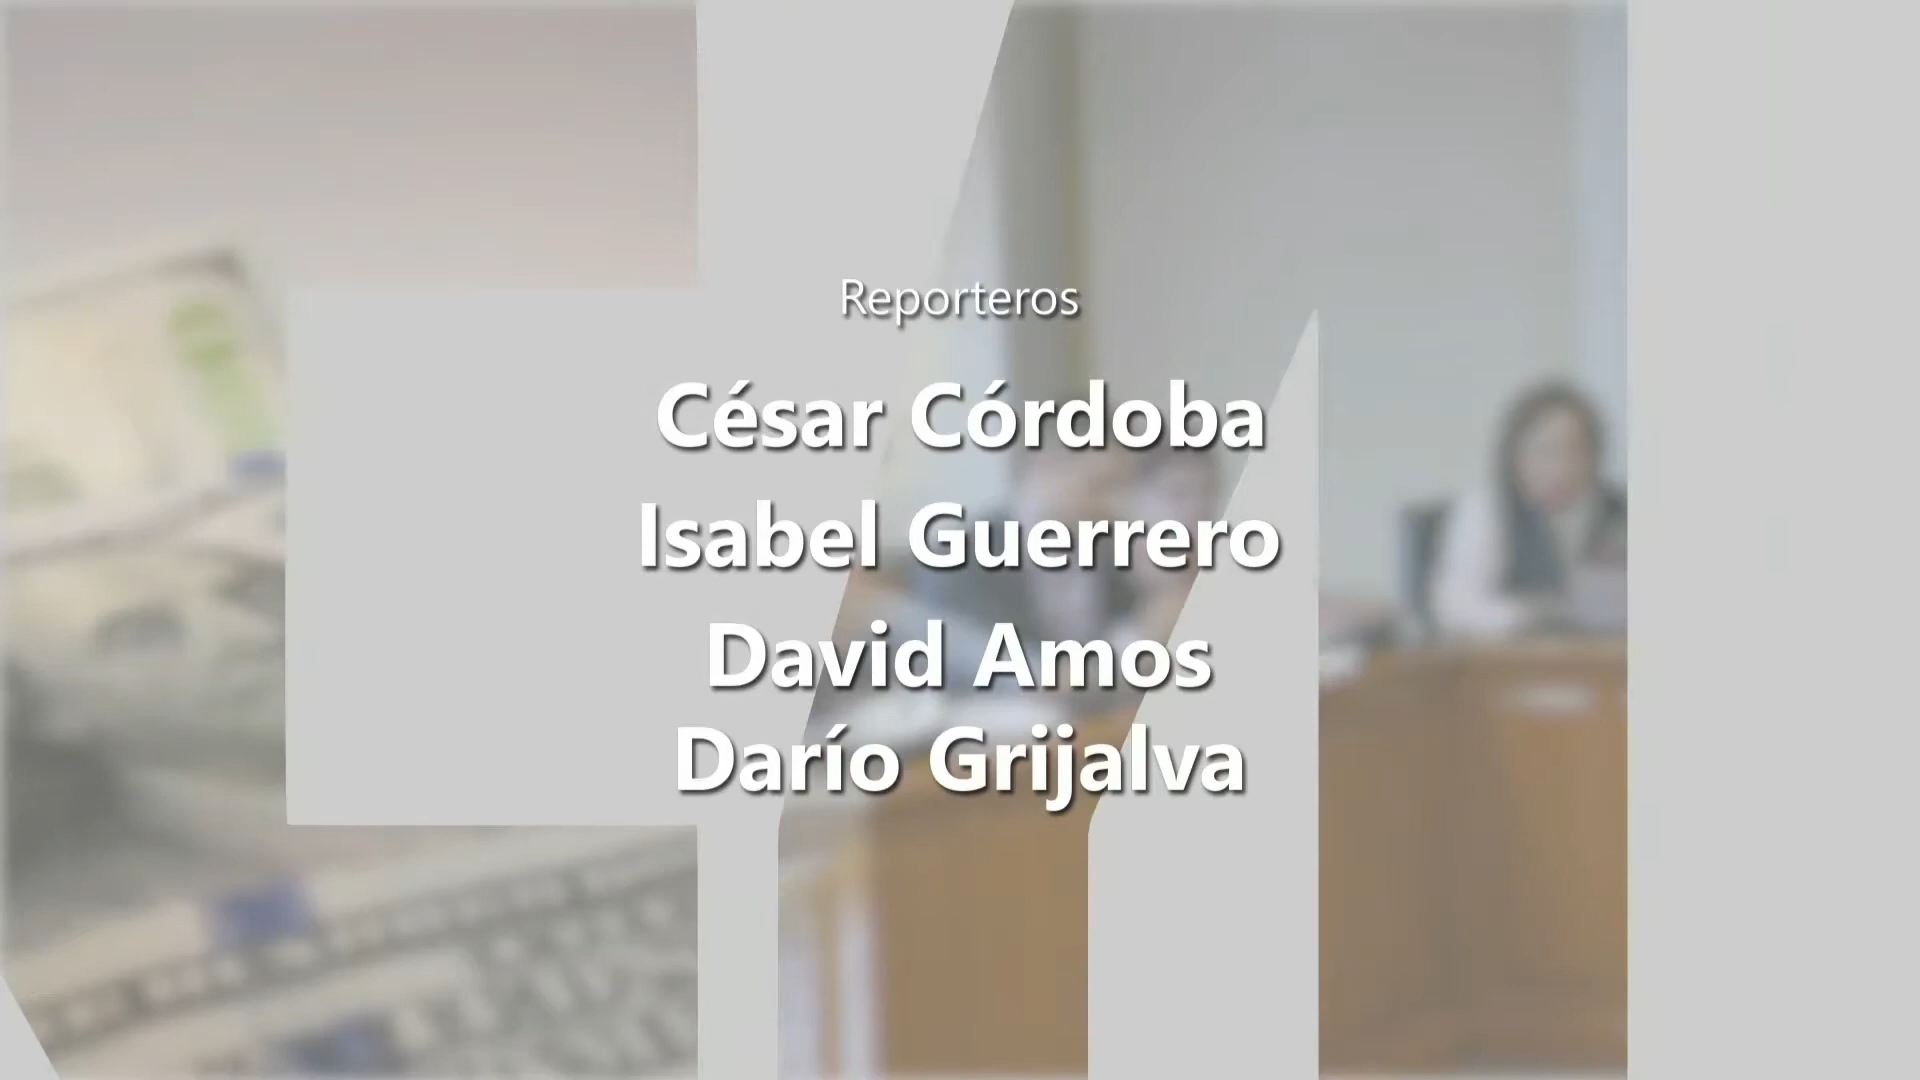 Reporteros
César Córdoba
Isabel Guerrero
David Amos
Darío Grijalva